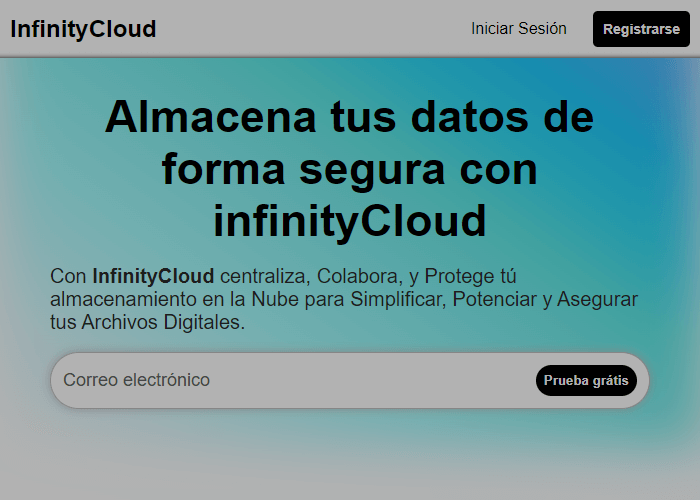 InfinityCloud
Iniciar Sesión
Registrarse
Almacena tus datos de
forma segura con
infinityCloud
Con InfinityCloud centraliza, Colabora, y Protege tú
almacenamiento en la Nube para Simplificar, Potenciar y Asegurar
tus Archivos Digitales.
Correo electrónico
Prueba grátis